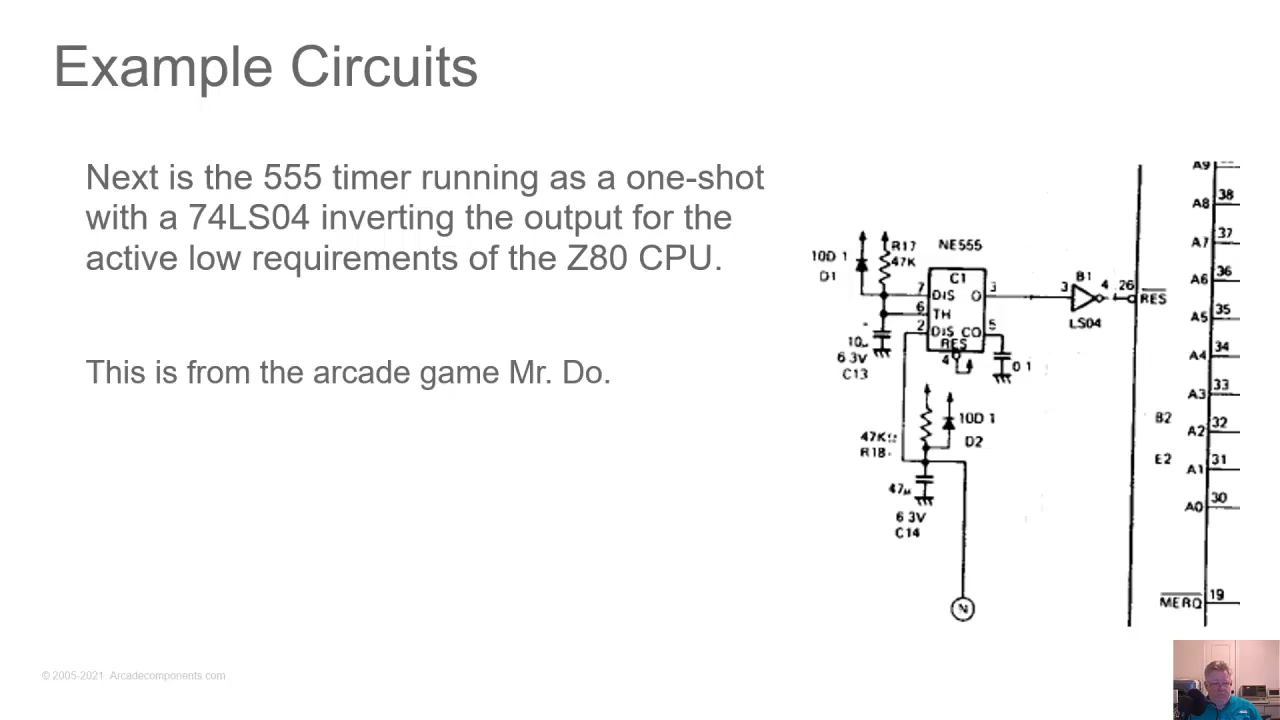 Example Circuits
Next is the 555 timer running as a one-shot
with a 74LS04 inverting the output for the
active low requirements of the Z80 CPU.
This is from the arcade game Mr. Do.
A9
A8 38
A7 37
A6 36
A5 35
A4 34
A3 33
A2 32
A1 31
A0 30
MERQ 19
R17
47K
NE555
10D 1
D1
C1
7 DIS O 3
6 TH
2 DIS CO 5
RES
4
10μ
6 3V
C13
0 1
B1
3 4 26
RES
LS04
10D 1
D2
47KΩ
R18
47μ
6 3V
C14
N
B2
E2
© 2005-2021 Arcadecomponents.com